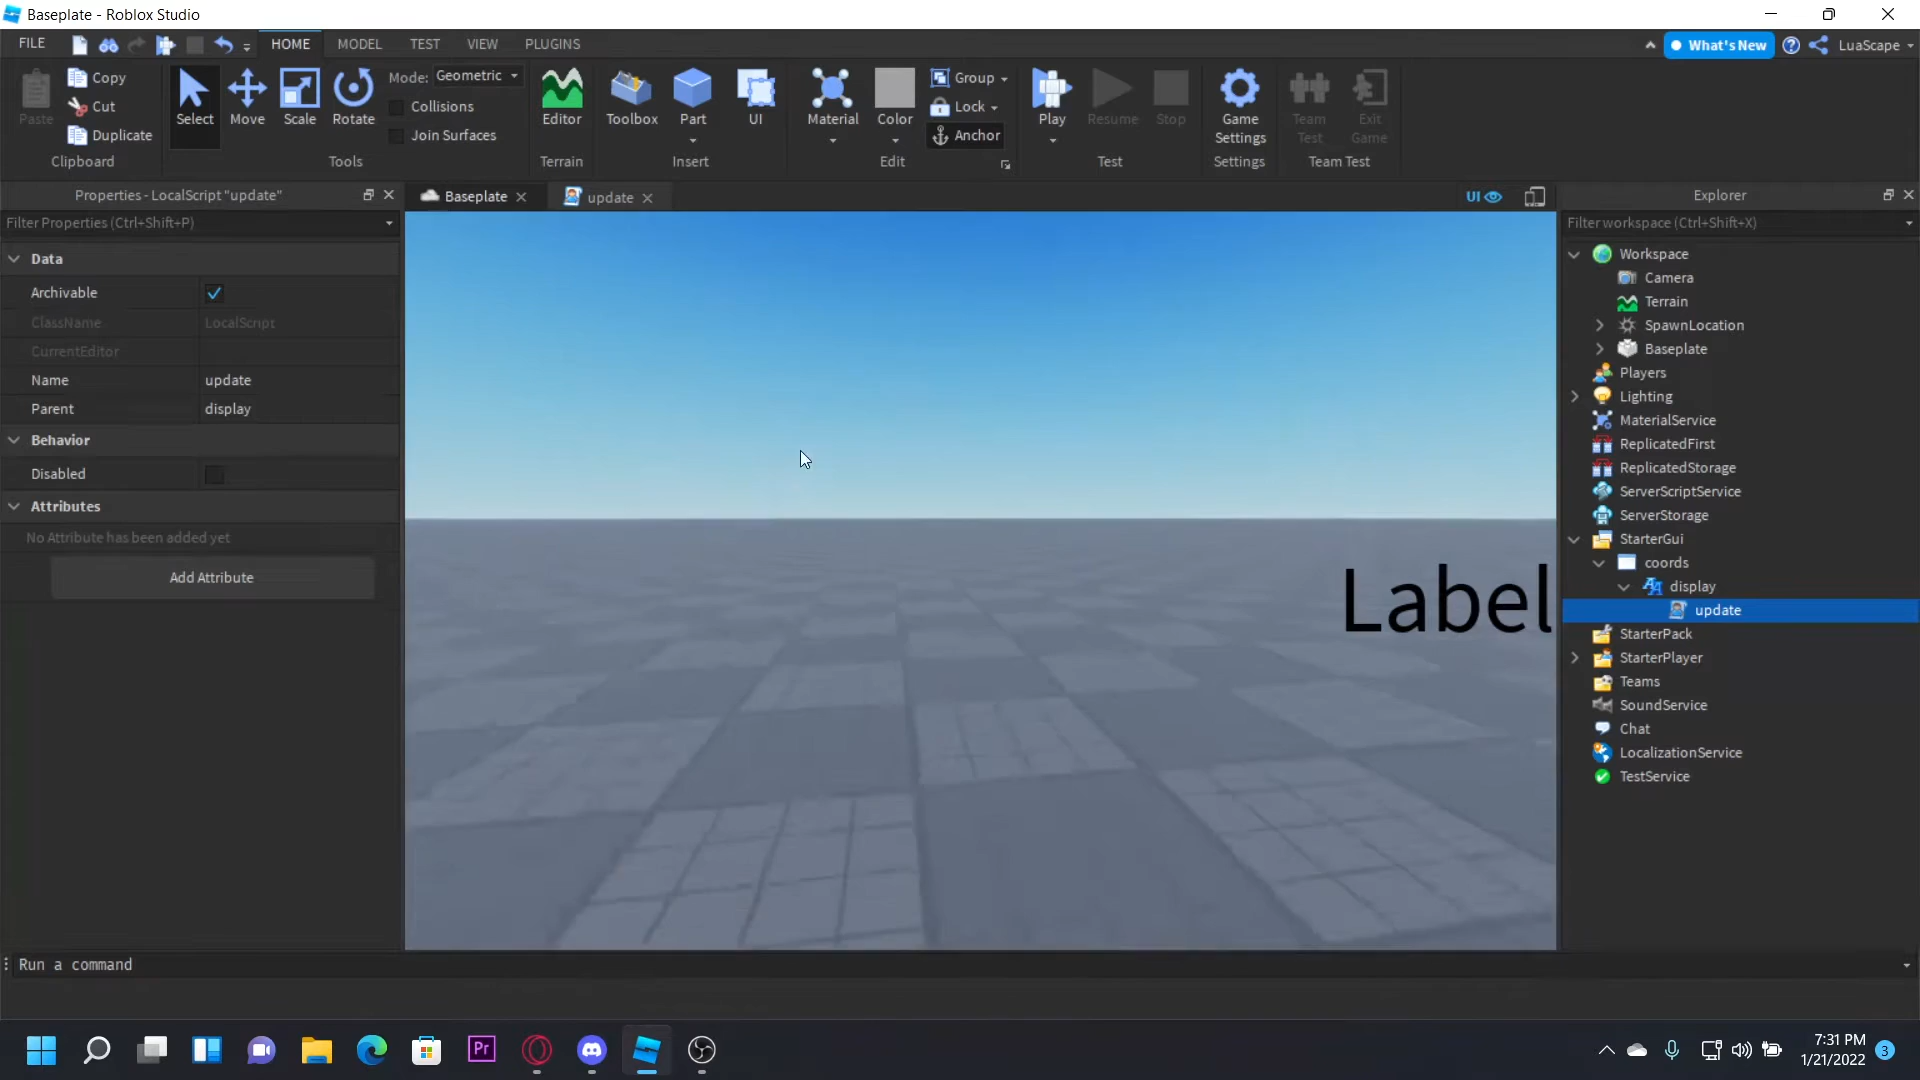 Baseplate - Roblox Studio
FILE
HOME
MODEL
TEST
VIEW
PLUGINS
What's New
LuaScape
Paste
Copy
Cut
Duplicate
Clipboard
Select
Move
Scale
Rotate
Mode: Geometric
Collisions
Join Surfaces
Tools
Editor
Terrain
Toolbox
Part
UI
Insert
Material
Color
Group
Lock
Anchor
Edit
Play
Resume
Stop
Test
Game
Settings
Settings
Team
Test
Exit
Game
Team Test
Properties - LocalScript "update"
Filter Properties (Ctrl+Shift+P)
Data
Archivable
ClassName LocalScript
CurrentEditor
Name update
Parent display
Behavior
Disabled
Attributes
No Attribute has been added yet
Add Attribute
Baseplate
update
UI
Label
Explorer
Filter workspace (Ctrl+Shift+X)
Workspace
Camera
Terrain
SpawnLocation
Baseplate
Players
Lighting
MaterialService
ReplicatedFirst
ReplicatedStorage
ServerScriptService
ServerStorage
StarterGui
coords
display
update
StarterPack
StarterPlayer
Teams
SoundService
Chat
LocalizationService
TestService
Run a command
Pr
7:31 PM
1/21/2022
3